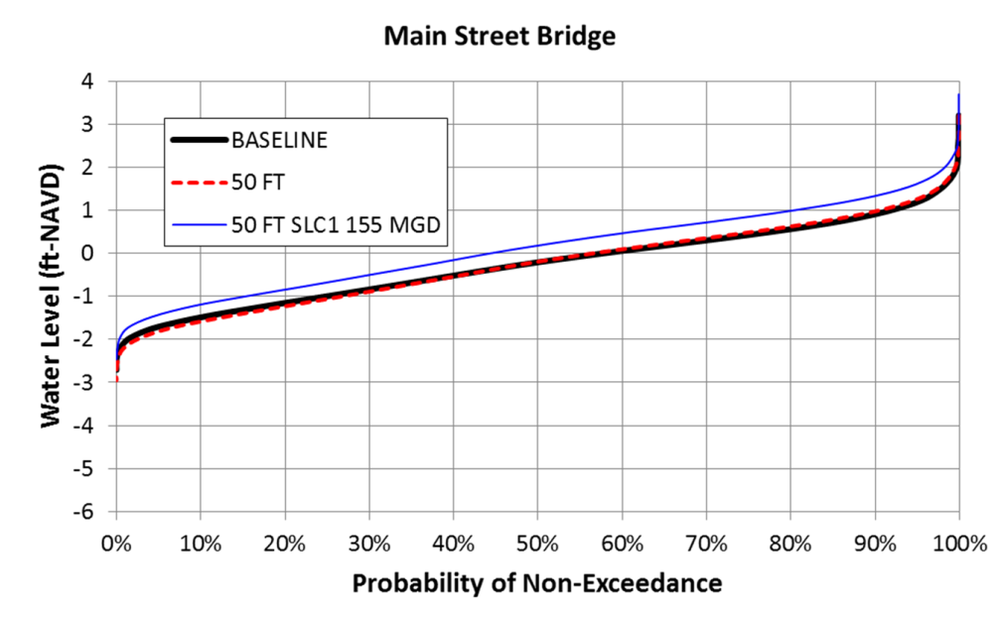 Main Street Bridge
4
3
2
1
0
-1
-2
-3
-4
-5
-6
Water Level (ft-NAVD)
BASELINE
50 FT
50 FT SLC1 155 MGD
0% 10% 20% 30% 40% 50% 60% 70% 80% 90% 100%
Probability of Non-Exceedance